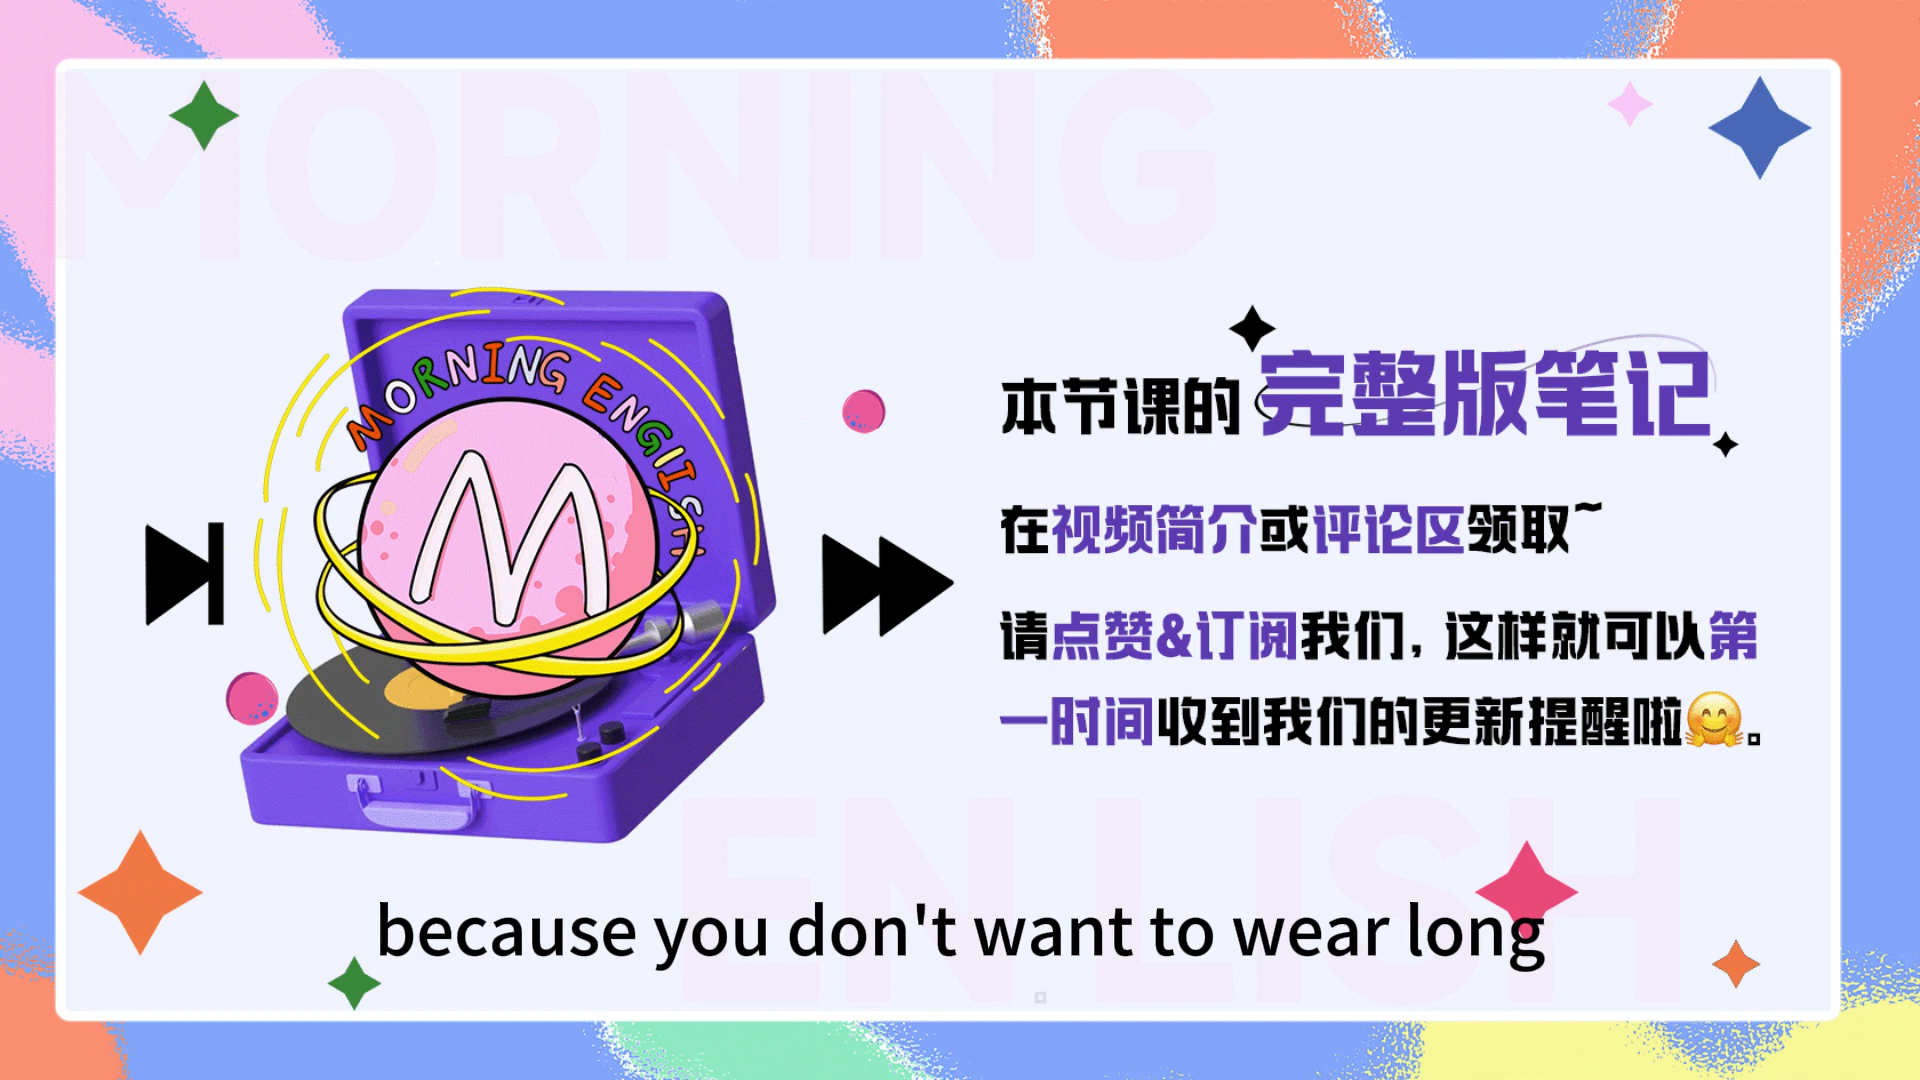 MORNING
MORNING ENGLISH
M
本节课的完整版笔记
在视频简介或评论区领取~
请点赞&订阅我们，这样就可以第
一时间收到我们的更新提醒啦🤗。
EN LISH
because you don't want to wear long